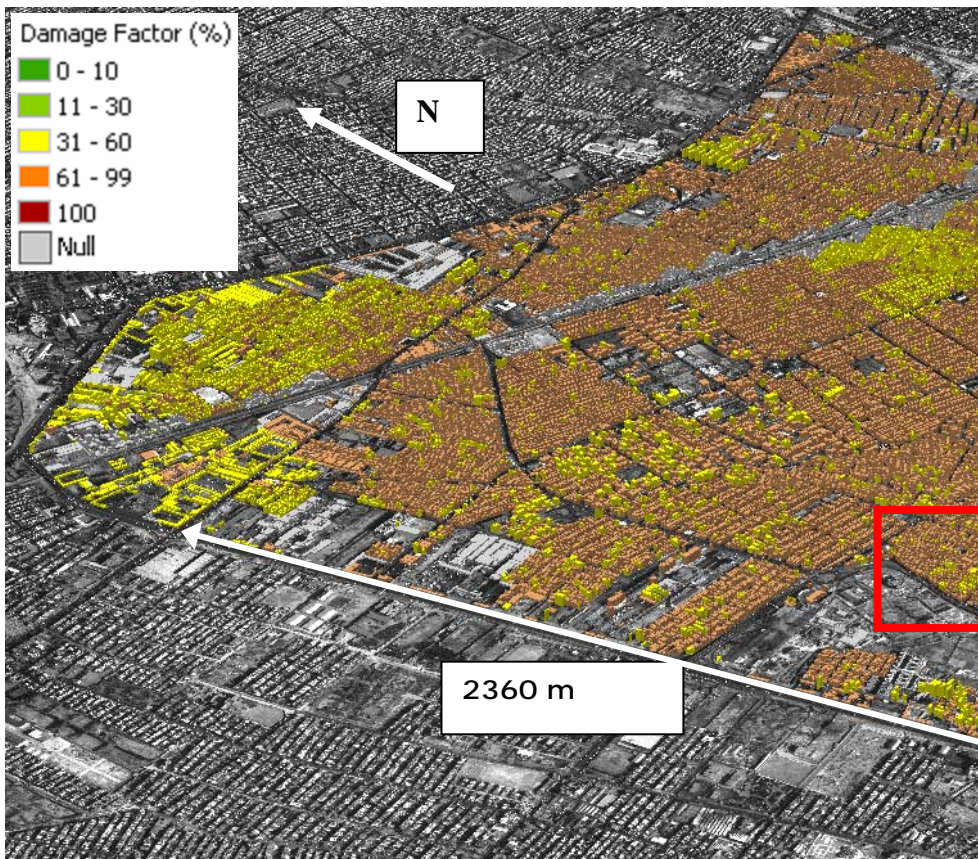 Damage Factor (%)
0 - 10
11 - 30
31 - 60
61 - 99
100
Null
N
2360 m